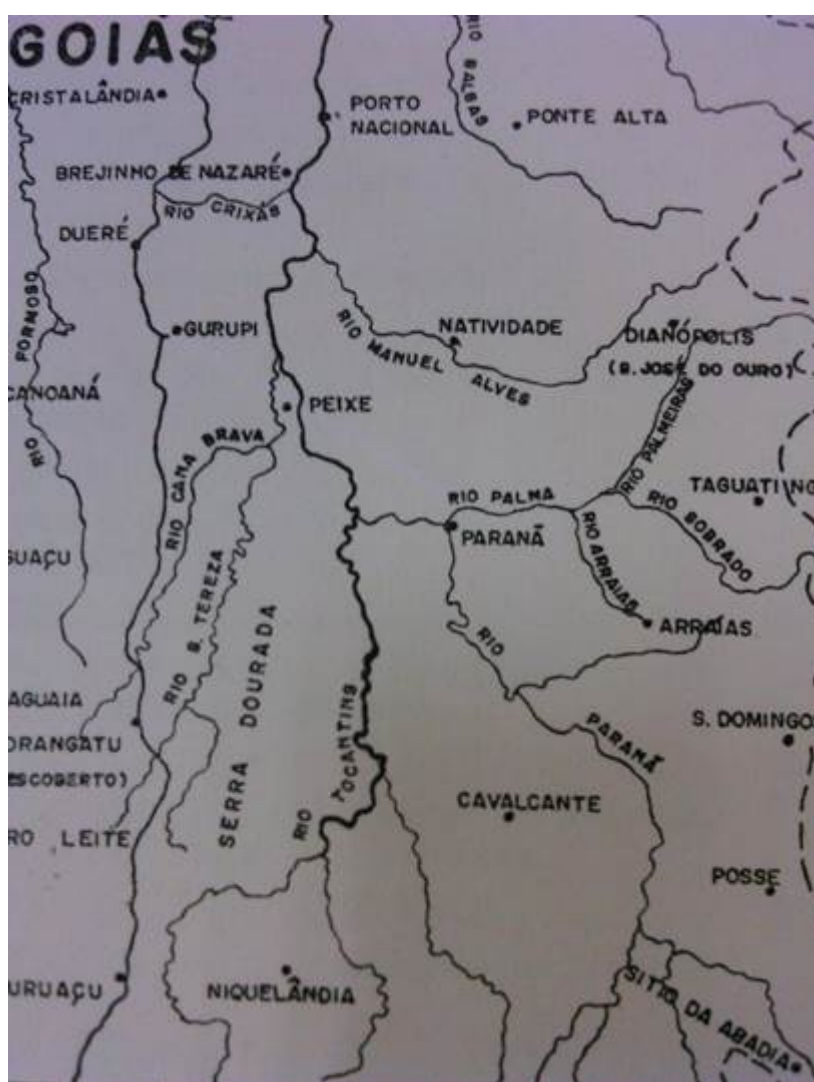 GOIÁS
CRISTALÂNDIA
PORTO
NACIONAL
RIO BALSAS
PONTE ALTA
BREJINHO DE NAZARÉ
RIO CRIXÁS
DUERÉ
FORMOSO
RIO
GURUPI
RIO MANUEL ALVES
NATIVIDADE
DIANÓPOLIS
(S. JOSÉ DO OURO)
CANOANÁ
PEIXE
RIO CANA BRAVA
RIO PALMEIRAS
RIO PALMA
TAGUATING
PARANÃ
RIO SOBRADO
RIO ARRAIAS
GUAÇU
RIO S. TEREZA
SERRA DOURADA
ARRAIAS
RIO PARANÃ
AGUAIA
ORANGATU
ESCOBERTO)
RIO TOCANTINS
S. DOMINGO
CAVALCANTE
RO LEITE
POSSE
URUAÇU
NIQUELÂNDIA
SITIO DA ABADIA